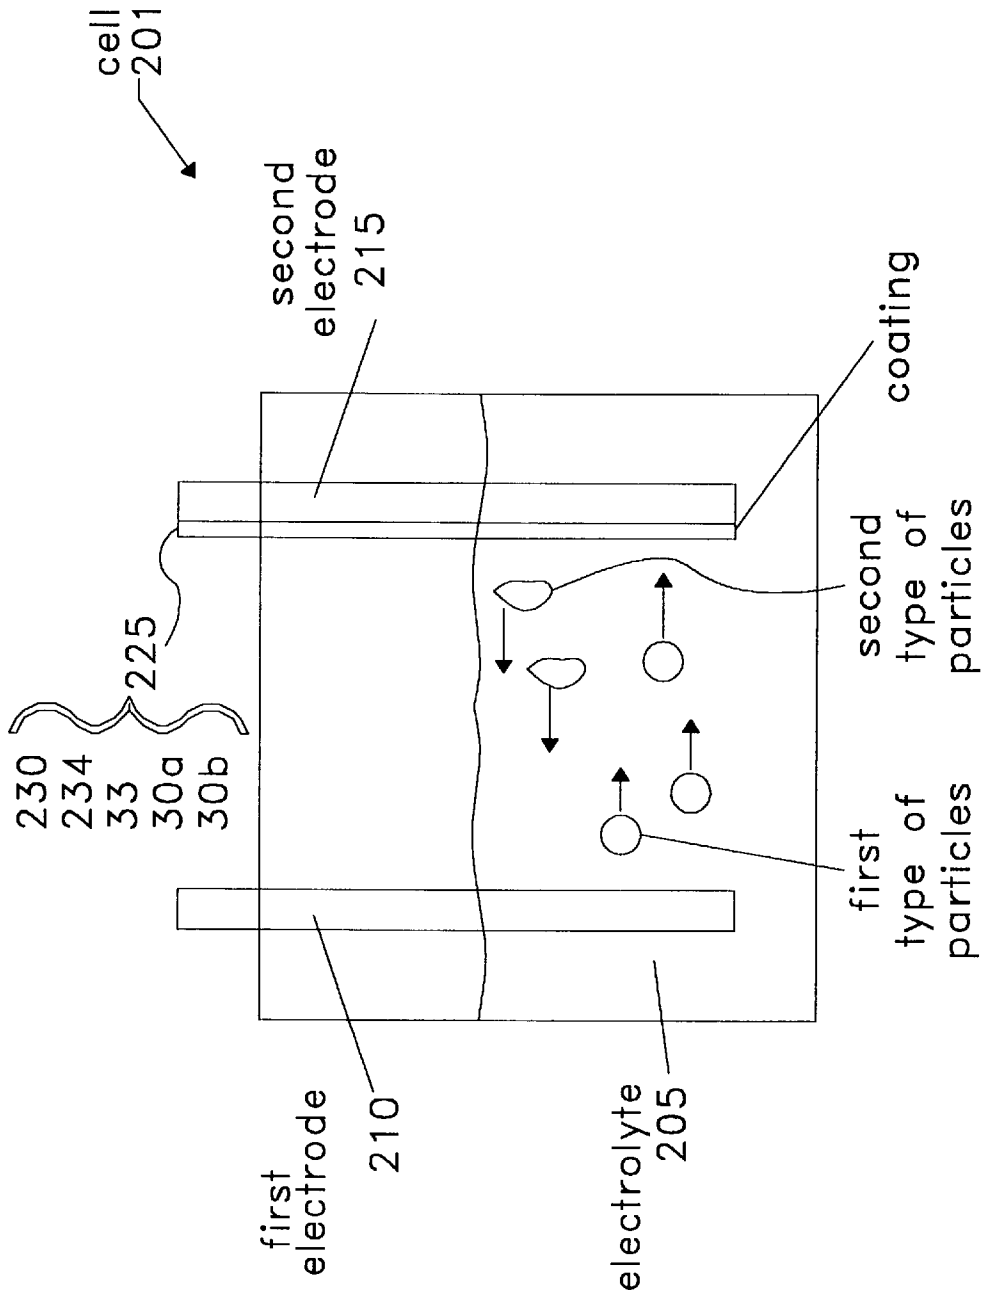 230
234
33
30a
30b
225
cell
201
first
electrode
210
second
electrode
215
electrolyte
205
first
type of
particles
second
type of
particles
coating